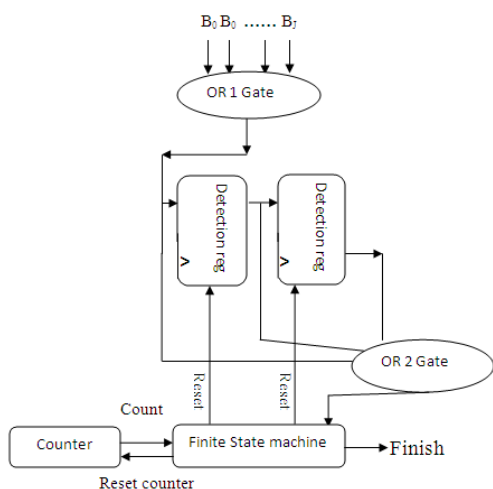 B₀ B₀ ...... B₇
OR 1 Gate
Detection reg
Detection reg
>
>
OR 2 Gate
Reset
Reset
Count
Counter
Finite State machine
Finish
Reset counter